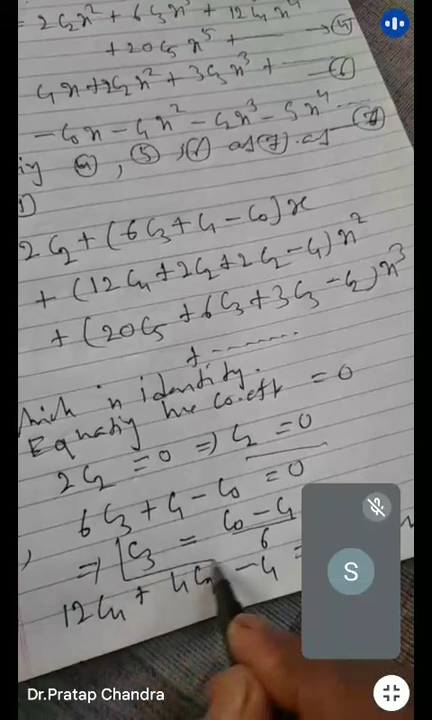 = 2C₂x² + 6C₃x³ + 12C₄x⁴
+ 20C₅x⁵ + ——— → (4)
C₁x + 2C₂x² + 3C₃x³ + ——— (6)
- C₀x - C₁x² - C₂x³ - C₃x⁴ ---
(4), (5), (6) as (7) as (7)
2C₂ + (6C₃ + C₁ - C₀)x
+ (12C₄ + 2C₂ + 2C₂ - C₁)x²
+ (20C₅ + 6C₃ + 3C₃ - C₂)x³
+ --------
which is identity.
Equating the co.eff = 0
2C₂ = 0 ⇒ C₂ = 0
6C₃ + C₁ - C₀ = 0
⇒ C₃ = C₀ - C₁ / 6
12C₄ + 4C₂ - C₁ =
S
Dr.Pratap Chandra